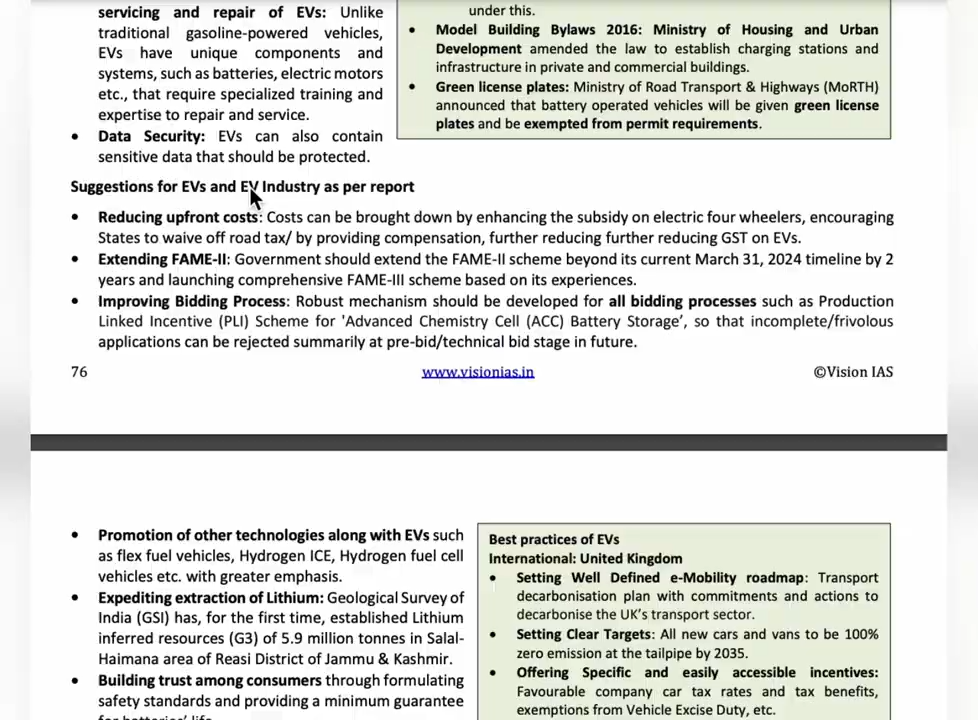 servicing and repair of EVs: Unlike
traditional gasoline-powered vehicles,
EVs have unique components and
systems, such as batteries, electric motors
etc., that require specialized training and
expertise to repair and service.
• Data Security: EVs can also contain
sensitive data that should be protected.
under this.
• Model Building Bylaws 2016: Ministry of Housing and Urban
Development amended the law to establish charging stations and
infrastructure in private and commercial buildings.
• Green license plates: Ministry of Road Transport & Highways (MoRTH)
announced that battery operated vehicles will be given green license
plates and be exempted from permit requirements.
Suggestions for EVs and EV Industry as per report
• Reducing upfront costs: Costs can be brought down by enhancing the subsidy on electric four wheelers, encouraging
States to waive off road tax/ by providing compensation, further reducing further reducing GST on EVs.
• Extending FAME-II: Government should extend the FAME-II scheme beyond its current March 31, 2024 timeline by 2
years and launching comprehensive FAME-III scheme based on its experiences.
• Improving Bidding Process: Robust mechanism should be developed for all bidding processes such as Production
Linked Incentive (PLI) Scheme for 'Advanced Chemistry Cell (ACC) Battery Storage’, so that incomplete/frivolous
applications can be rejected summarily at pre-bid/technical bid stage in future.
76 www.visionias.in ©Vision IAS
• Promotion of other technologies along with EVs such
as flex fuel vehicles, Hydrogen ICE, Hydrogen fuel cell
vehicles etc. with greater emphasis.
• Expediting extraction of Lithium: Geological Survey of
India (GSI) has, for the first time, established Lithium
inferred resources (G3) of 5.9 million tonnes in Salal-
Haimana area of Reasi District of Jammu & Kashmir.
• Building trust among consumers through formulating
safety standards and providing a minimum guarantee
for batteries' life.
Best practices of EVs
International: United Kingdom
• Setting Well Defined e-Mobility roadmap: Transport
decarbonisation plan with commitments and actions to
decarbonise the UK’s transport sector.
• Setting Clear Targets: All new cars and vans to be 100%
zero emission at the tailpipe by 2035.
• Offering Specific and easily accessible incentives:
Favourable company car tax rates and tax benefits,
exemptions from Vehicle Excise Duty, etc.